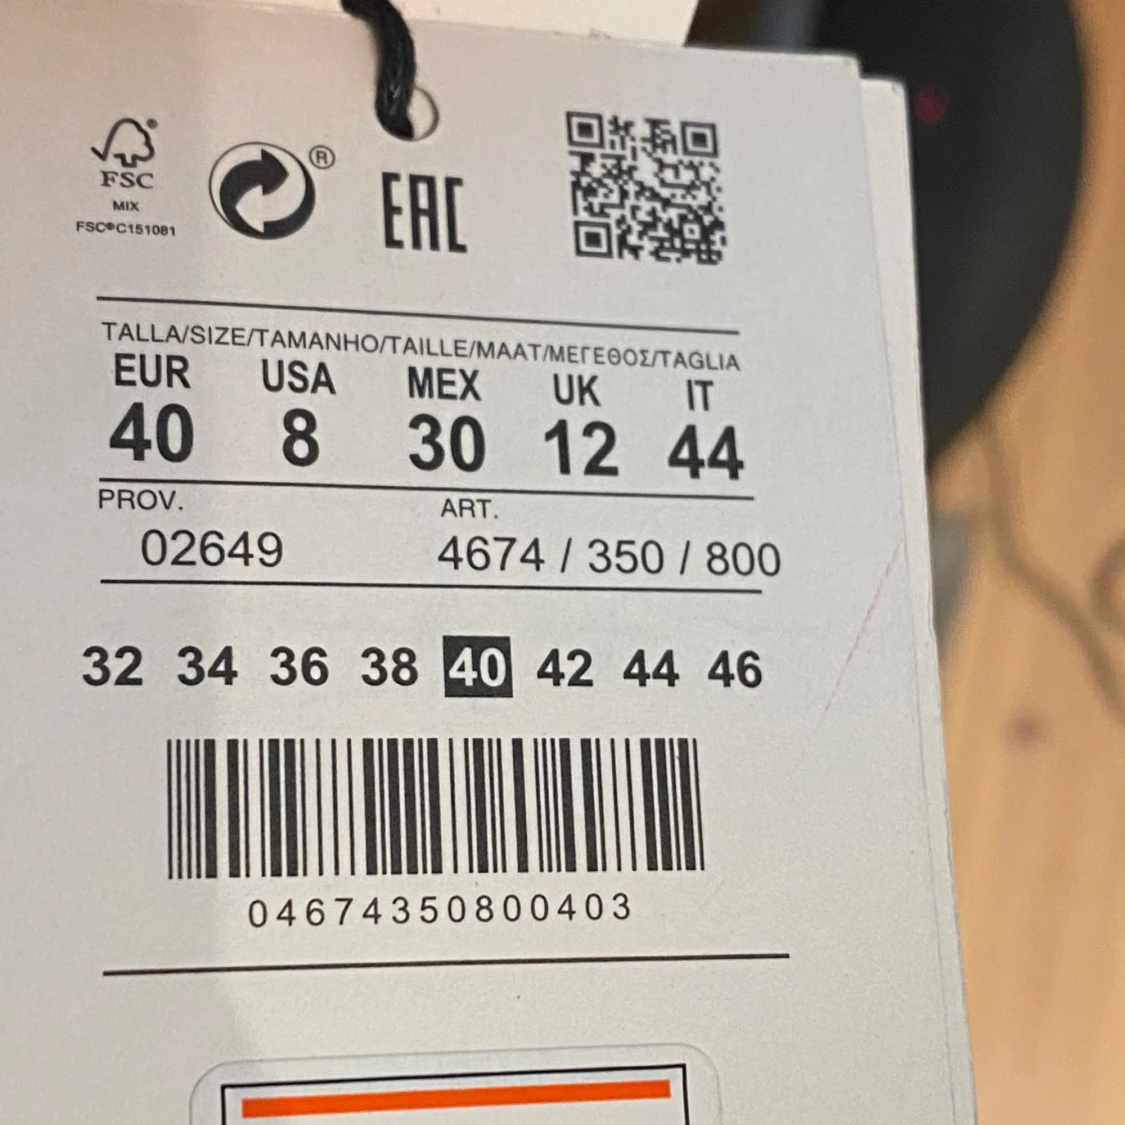 FSC
MIX
FSC®C151081
®
EAC
TALLA/SIZE/TAMANHO/TAILLE/MAAT/ΜΕΓΕΘΟΣ/TAGLIA
EUR USA MEX UK IT
40 8 30 12 44
PROV. ART.
02649 4674 / 350 / 800
32 34 36 38 40 42 44 46
04674350800403